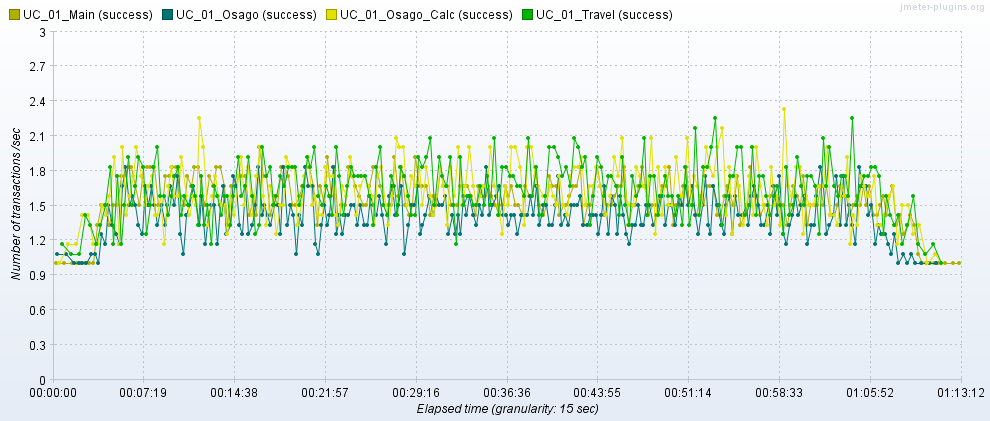 UC_01_Main (success) UC_01_Osago (success) UC_01_Osago_Calc (success) UC_01_Travel (success)
jmeter-plugins.org
Number of transactions /sec
3
2.7
2.4
2.1
1.8
1.5
1.2
0.9
0.6
0.3
0
00:00:00 00:07:19 00:14:38 00:21:57 00:29:16 00:36:36 00:43:55 00:51:14 00:58:33 01:05:52 01:13:12
Elapsed time (granularity: 15 sec)